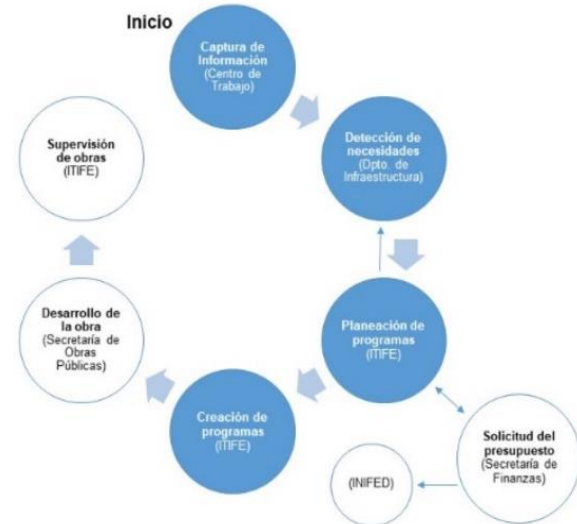 Inicio
Captura de
Información
(Centro de
Trabajo)
Detección de
necesidades
(Dpto. de
Infraestructura)
Planeación de
programas
(ITIFE)
Solicitud del
presupuesto
(Secretaría de
Finanzas)
(INIFED)
Creación de
programas
(ITIFE)
Desarrollo de
la obra
(Secretaría de
Obras
Públicas)
Supervisión
de obras
(ITIFE)